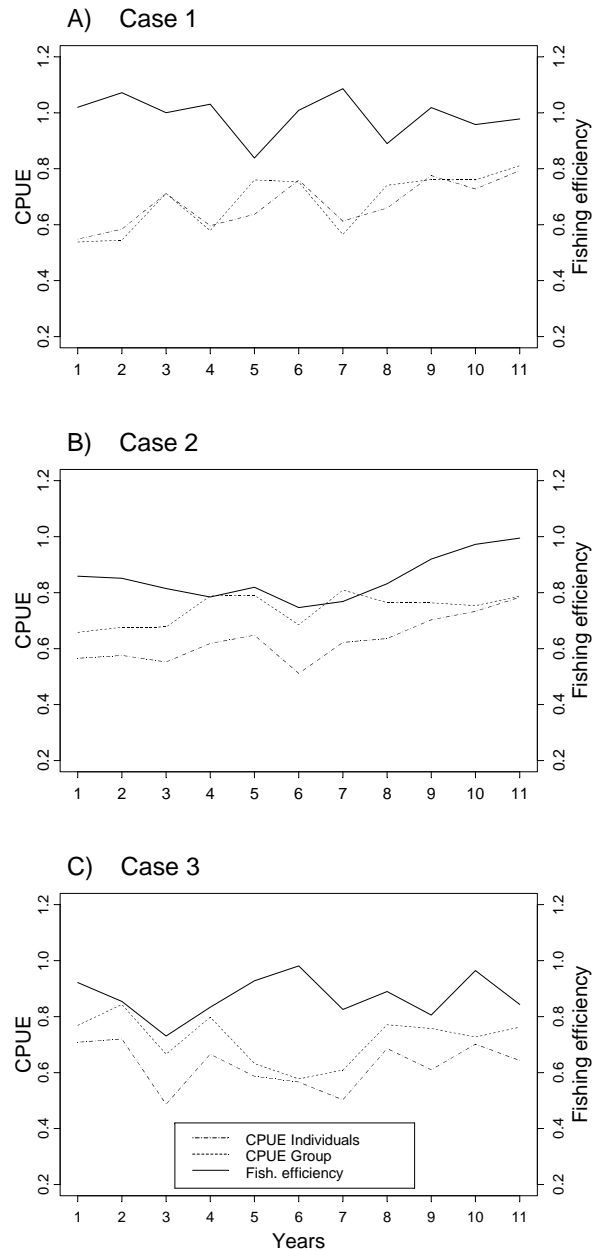 A) Case 1
1.2
1.0
0.8
0.6
0.4
0.2
CPUE
1.2
1.0
0.8
0.6
0.4
0.2
Fishing efficiency
1 2 3 4 5 6 7 8 9 10 11
B) Case 2
1.2
1.0
0.8
0.6
0.4
0.2
CPUE
1.2
1.0
0.8
0.6
0.4
0.2
Fishing efficiency
1 2 3 4 5 6 7 8 9 10 11
C) Case 3
1.2
1.0
0.8
0.6
0.4
0.2
CPUE
1.2
1.0
0.8
0.6
0.4
0.2
Fishing efficiency
CPUE Individuals
CPUE Group
Fish. efficiency
1 2 3 4 5 6 7 8 9 10 11
Years